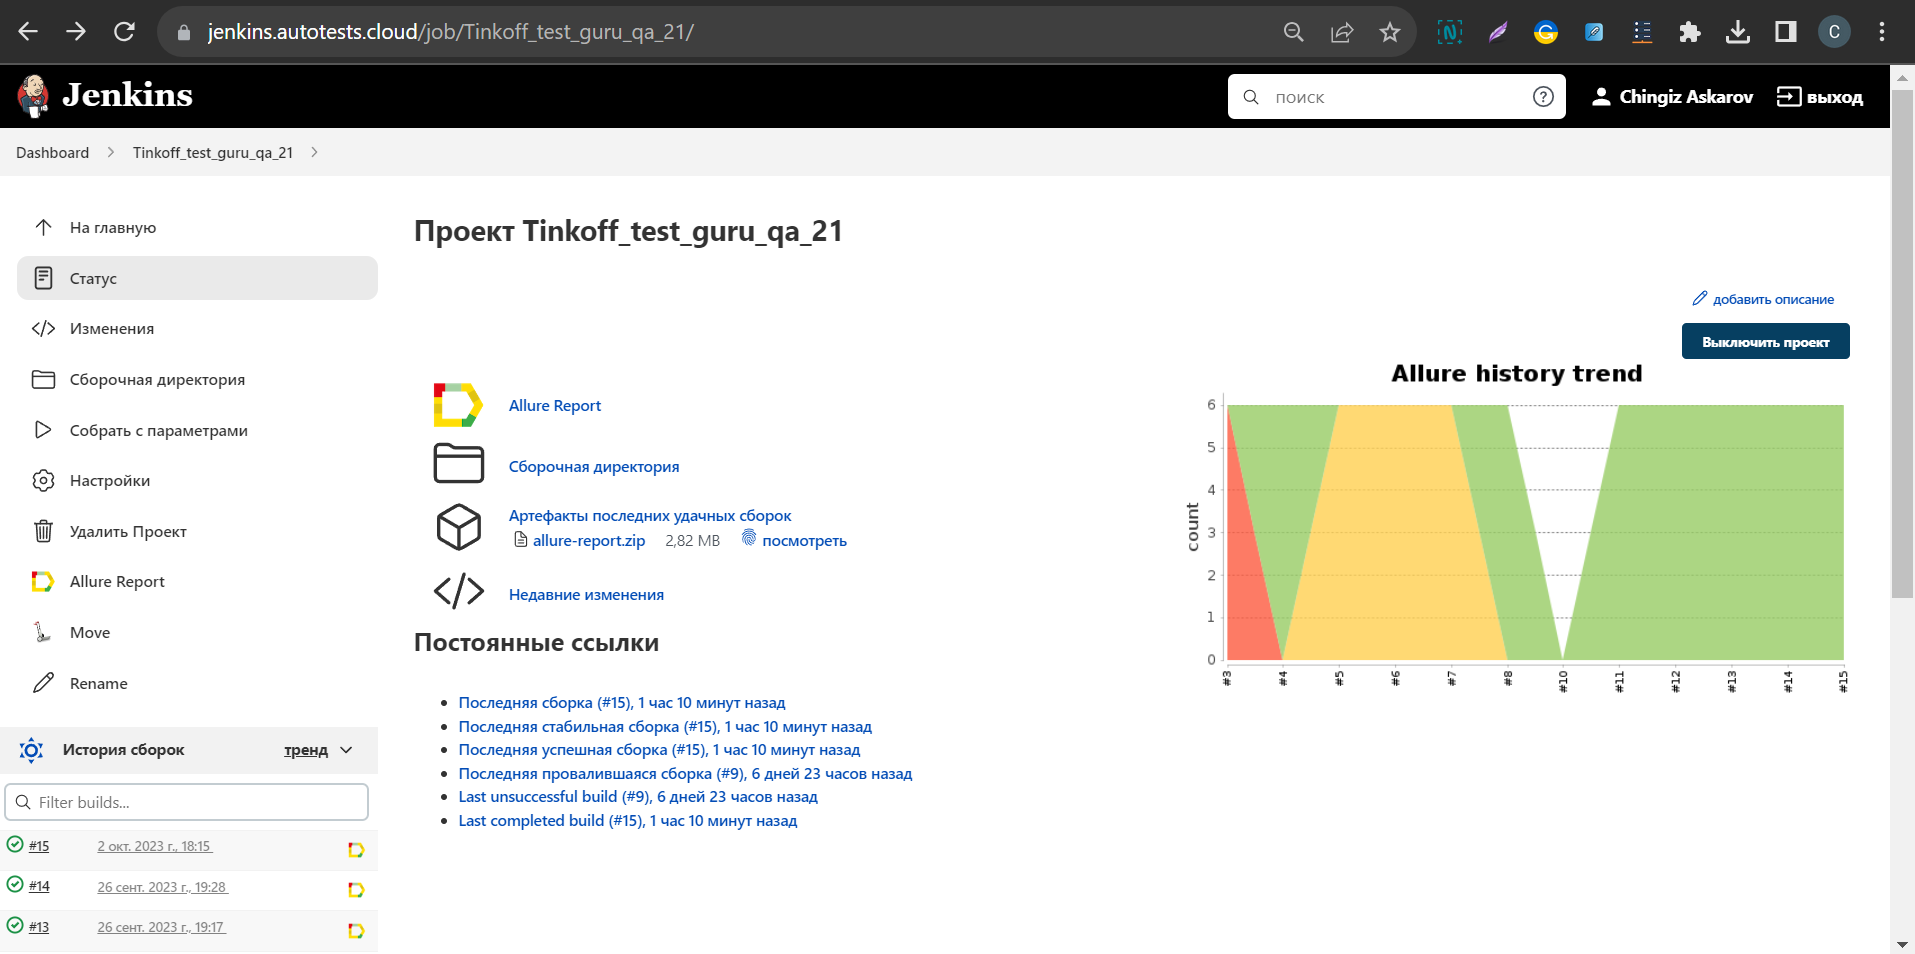 jenkins.autotests.cloud/job/Tinkoff_test_guru_qa_21/
C
Jenkins
поиск
Chingiz Askarov
выход
Dashboard
Tinkoff_test_guru_qa_21
На главную
Статус
Изменения
Сборочная директория
Собрать с параметрами
Настройки
Удалить Проект
Allure Report
Move
Rename
История сборок
тренд
Filter builds...
#15 2 окт. 2023 г., 18:15
#14 26 сент. 2023 г., 19:28
#13 26 сент. 2023 г., 19:17
Проект Tinkoff_test_guru_qa_21
добавить описание
Выключить проект
Allure Report
Сборочная директория
Артефакты последних удачных сборок
allure-report.zip 2,82 MB посмотреть
Недавние изменения
Постоянные ссылки
Последняя сборка (#15), 1 час 10 минут назад
Последняя стабильная сборка (#15), 1 час 10 минут назад
Последняя успешная сборка (#15), 1 час 10 минут назад
Последняя провалившаяся сборка (#9), 6 дней 23 часов назад
Last unsuccessful build (#9), 6 дней 23 часов назад
Last completed build (#15), 1 час 10 минут назад
Allure history trend
count
6
5
4
3
2
1
0
#3 #4 #5 #6 #7 #8 #10 #11 #12 #13 #14 #15